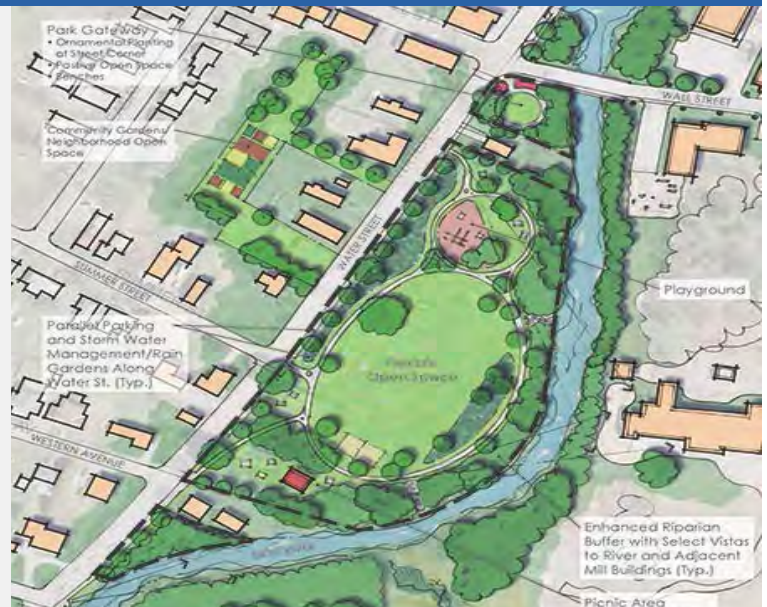 Park Gateway
• Ornamental Planting
at Street Corner
• Passive Open Space
• Benches
WALL STREET
Community Gardens/
Neighborhood Open
Space
WATER STREET
SUMMER STREET
Playground
Parallel Parking
and Storm Water
Management/Rain
Gardens Along
Water St. (Typ.)
Flexible
Open Space
WESTERN AVENUE
RIVER
Enhanced Riparian
Buffer with Select Vistas
to River and Adjacent
Mill Buildings (Typ.)
Picnic Area